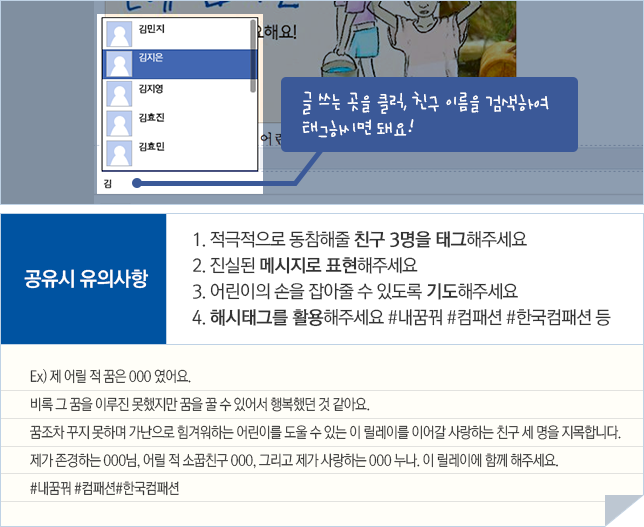 김민지
요해요!
김지은
김지영
김효진
김효민
글 쓰는 곳을 클릭, 친구 이름을 검색하여
태그하시면 돼요!
어린
김
공유시 유의사항
1. 적극적으로 동참해줄 친구 3명을 태그해주세요
2. 진실된 메시지로 표현해주세요
3. 어린이의 손을 잡아줄 수 있도록 기도해주세요
4. 해시태그를 활용해주세요 #내꿈꿔 #컴패션 #한국컴패션 등
Ex) 제 어릴 적 꿈은 000 였어요.
비록 그 꿈을 이루진 못했지만 꿈을 꿀 수 있어서 행복했던 것 같아요.
꿈조차 꾸지 못하며 가난으로 힘겨워하는 어린이를 도울 수 있는 이 릴레이를 이어갈 사랑하는 친구 세 명을 지목합니다.
제가 존경하는 000님, 어릴 적 소꿉친구 000, 그리고 제가 사랑하는 000 누나. 이 릴레이에 함께 해주세요.
#내꿈꿔 #컴패션#한국컴패션